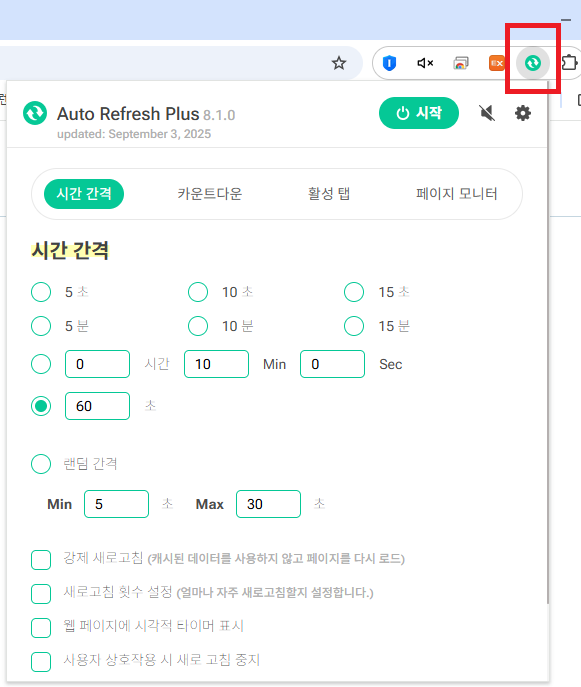 Auto Refresh Plus 8.1.0
updated: September 3, 2025
시작
시간 간격
카운트다운
활성 탭
페이지 모니터
시간 간격
5 초
10 초
15 초
5 분
10 분
15 분
0 시간 10 Min 0 Sec
60 초
랜덤 간격
Min 5 초 Max 30 초
강제 새로고침 (캐시된 데이터를 사용하지 않고 페이지를 다시 로드)
새로고침 횟수 설정 (얼마나 자주 새로고침할지 설정합니다.)
웹 페이지에 시각적 타이머 표시
사용자 상호작용 시 새로 고침 중지